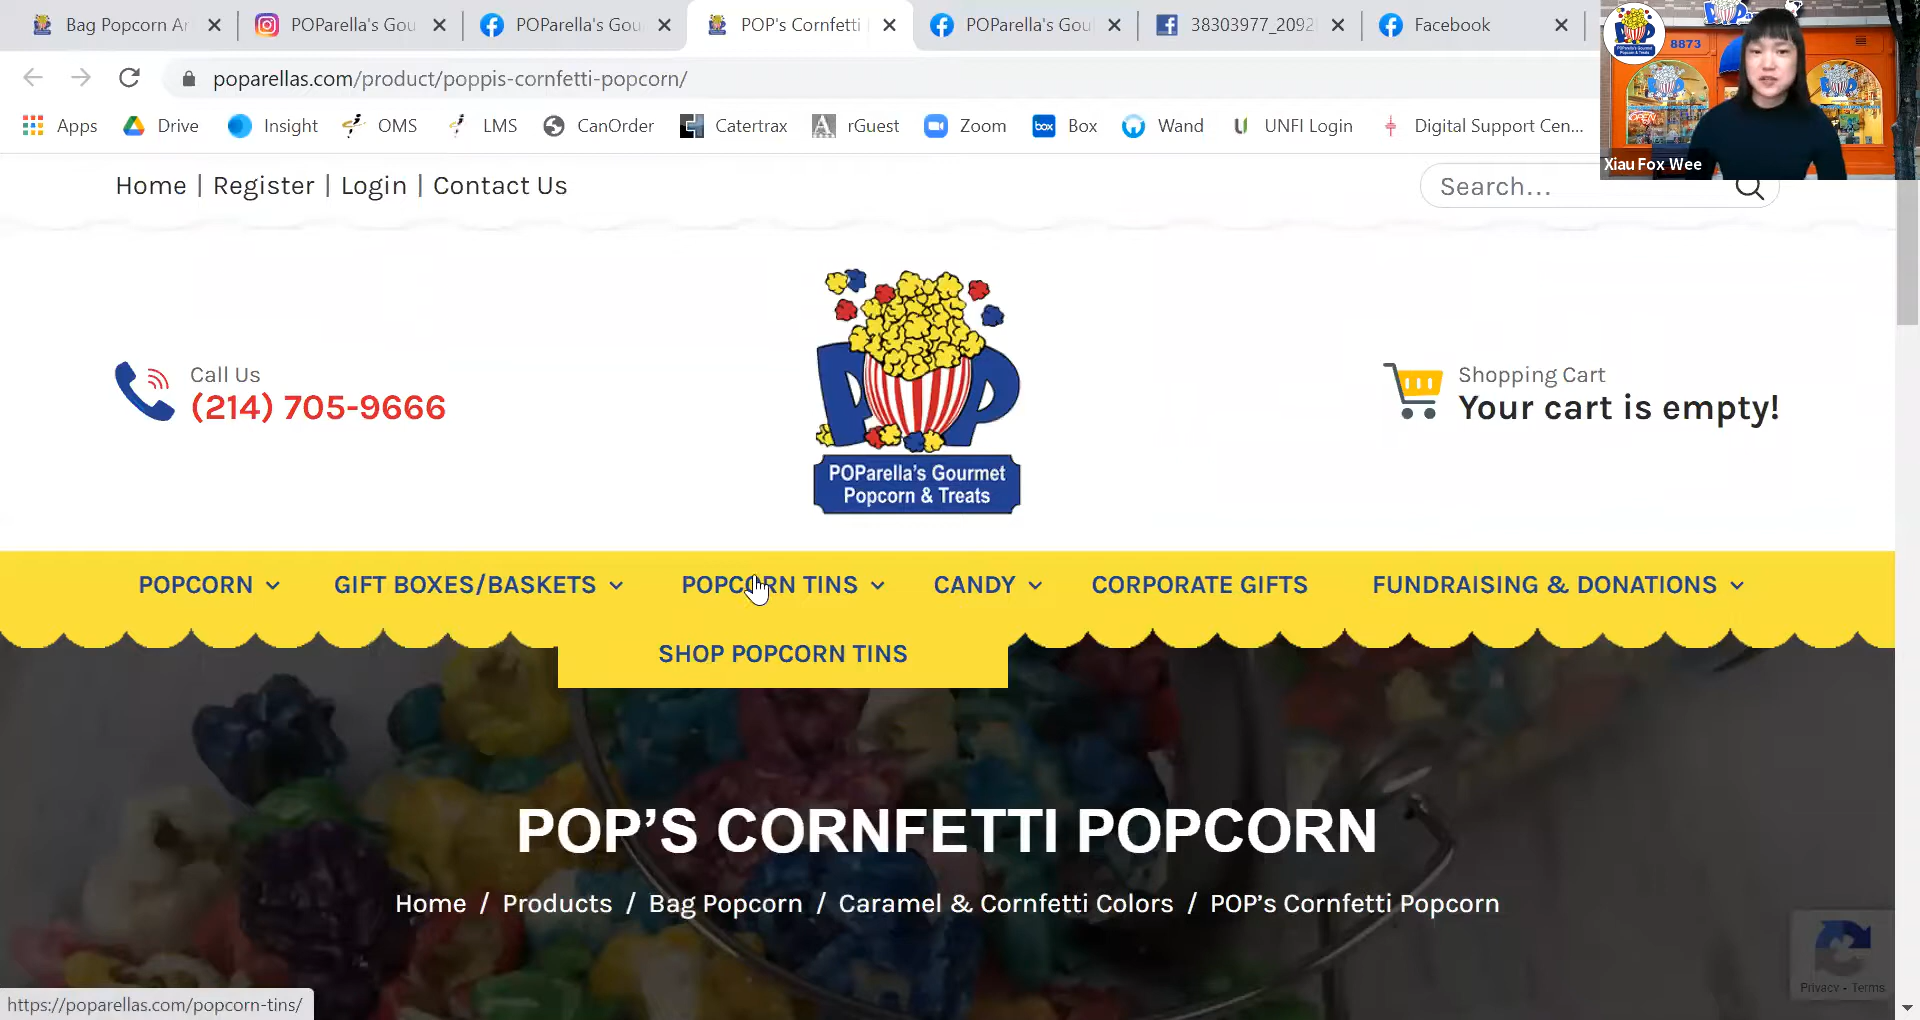 Bag Popcorn Ar
POParella's Gou
POParella's Gou
POP's Cornfetti
POParella's Gou
38303977_2092
Facebook
poparellas.com/product/poppis-cornfetti-popcorn/
Apps
Drive
Insight
OMS
LMS
CanOrder
Catertrax
rGuest
Zoom
box
Box
Wand
UNFI Login
Digital Support Cen...
8873
OPEN
Xiau Fox Wee
Home | Register | Login | Contact Us
Search...
Call Us
(214) 705-9666
POP
POParella's Gourmet
Popcorn & Treats
Shopping Cart
Your cart is empty!
POPCORN
GIFT BOXES/BASKETS
POPCORN TINS
CANDY
CORPORATE GIFTS
FUNDRAISING & DONATIONS
SHOP POPCORN TINS
POP'S CORNFETTI POPCORN
Home / Products / Bag Popcorn / Caramel & Cornfetti Colors / POP's Cornfetti Popcorn
Privacy - Terms
https://poparellas.com/popcorn-tins/